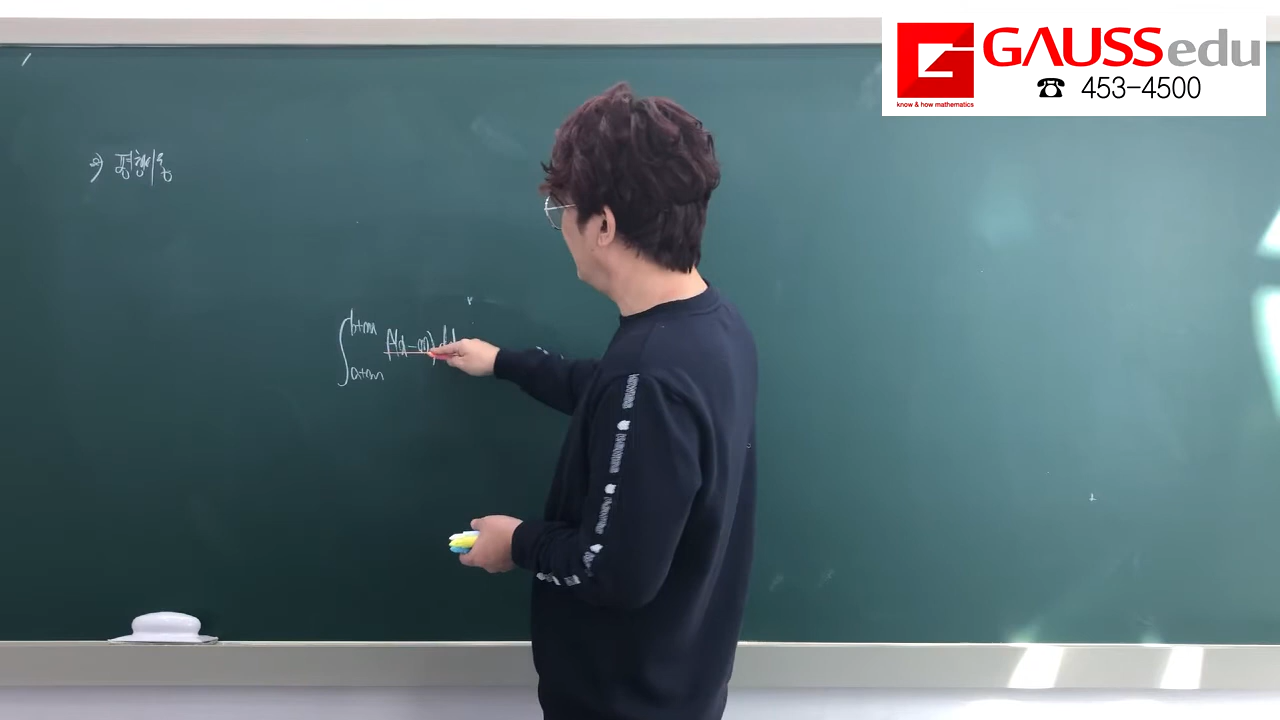 GAUSSedu
know & how mathematics
☎ 453-4500
2) 평행이동
∫_{a+m}^{b+m} f(x-m) dx